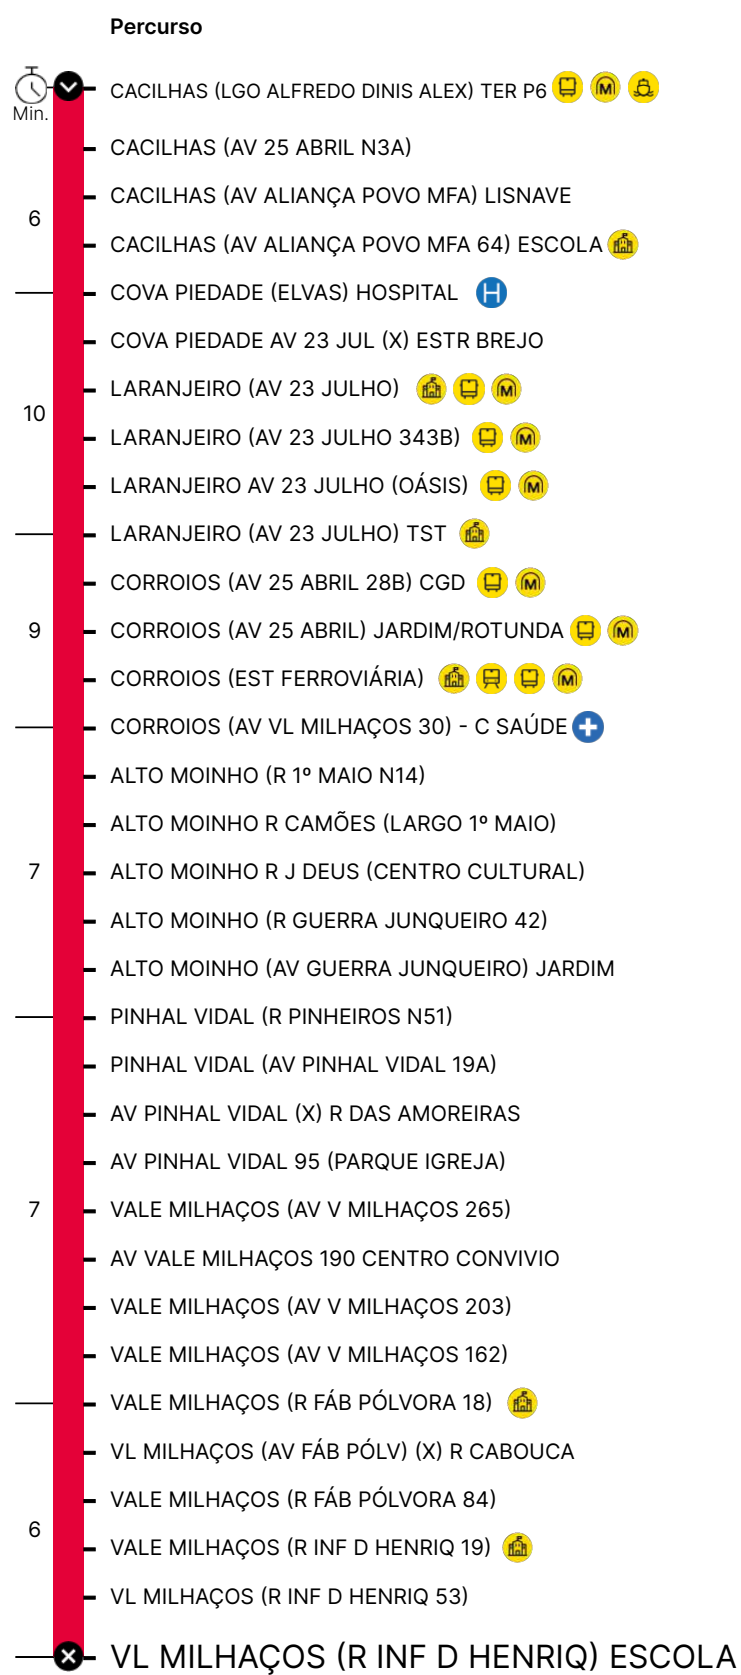 Percurso
CACILHAS (LGO ALFREDO DINIS ALEX) TER P6
Min.
CACILHAS (AV 25 ABRIL N3A)
CACILHAS (AV ALIANÇA POVO MFA) LISNAVE
6
CACILHAS (AV ALIANÇA POVO MFA 64) ESCOLA
COVA PIEDADE (ELVAS) HOSPITAL H
COVA PIEDADE AV 23 JUL (X) ESTR BREJO
LARANJEIRO (AV 23 JULHO)
10
LARANJEIRO (AV 23 JULHO 343B)
LARANJEIRO AV 23 JULHO (OÁSIS)
LARANJEIRO (AV 23 JULHO) TST
CORROIOS (AV 25 ABRIL 28B) CGD
9
CORROIOS (AV 25 ABRIL) JARDIM/ROTUNDA
CORROIOS (EST FERROVIÁRIA)
CORROIOS (AV VL MILHAÇOS 30) - C SAÚDE
ALTO MOINHO (R 1º MAIO N14)
ALTO MOINHO R CAMÕES (LARGO 1º MAIO)
7
ALTO MOINHO R J DEUS (CENTRO CULTURAL)
ALTO MOINHO (R GUERRA JUNQUEIRO 42)
ALTO MOINHO (AV GUERRA JUNQUEIRO) JARDIM
PINHAL VIDAL (R PINHEIROS N51)
PINHAL VIDAL (AV PINHAL VIDAL 19A)
AV PINHAL VIDAL (X) R DAS AMOREIRAS
AV PINHAL VIDAL 95 (PARQUE IGREJA)
7
VALE MILHAÇOS (AV V MILHAÇOS 265)
AV VALE MILHAÇOS 190 CENTRO CONVIVIO
VALE MILHAÇOS (AV V MILHAÇOS 203)
VALE MILHAÇOS (AV V MILHAÇOS 162)
VALE MILHAÇOS (R FÁB PÓLVORA 18)
VL MILHAÇOS (AV FÁB PÓLV) (X) R CABOUCA
VALE MILHAÇOS (R FÁB PÓLVORA 84)
6
VALE MILHAÇOS (R INF D HENRIQ 19)
VL MILHAÇOS (R INF D HENRIQ 53)
VL MILHAÇOS (R INF D HENRIQ) ESCOLA